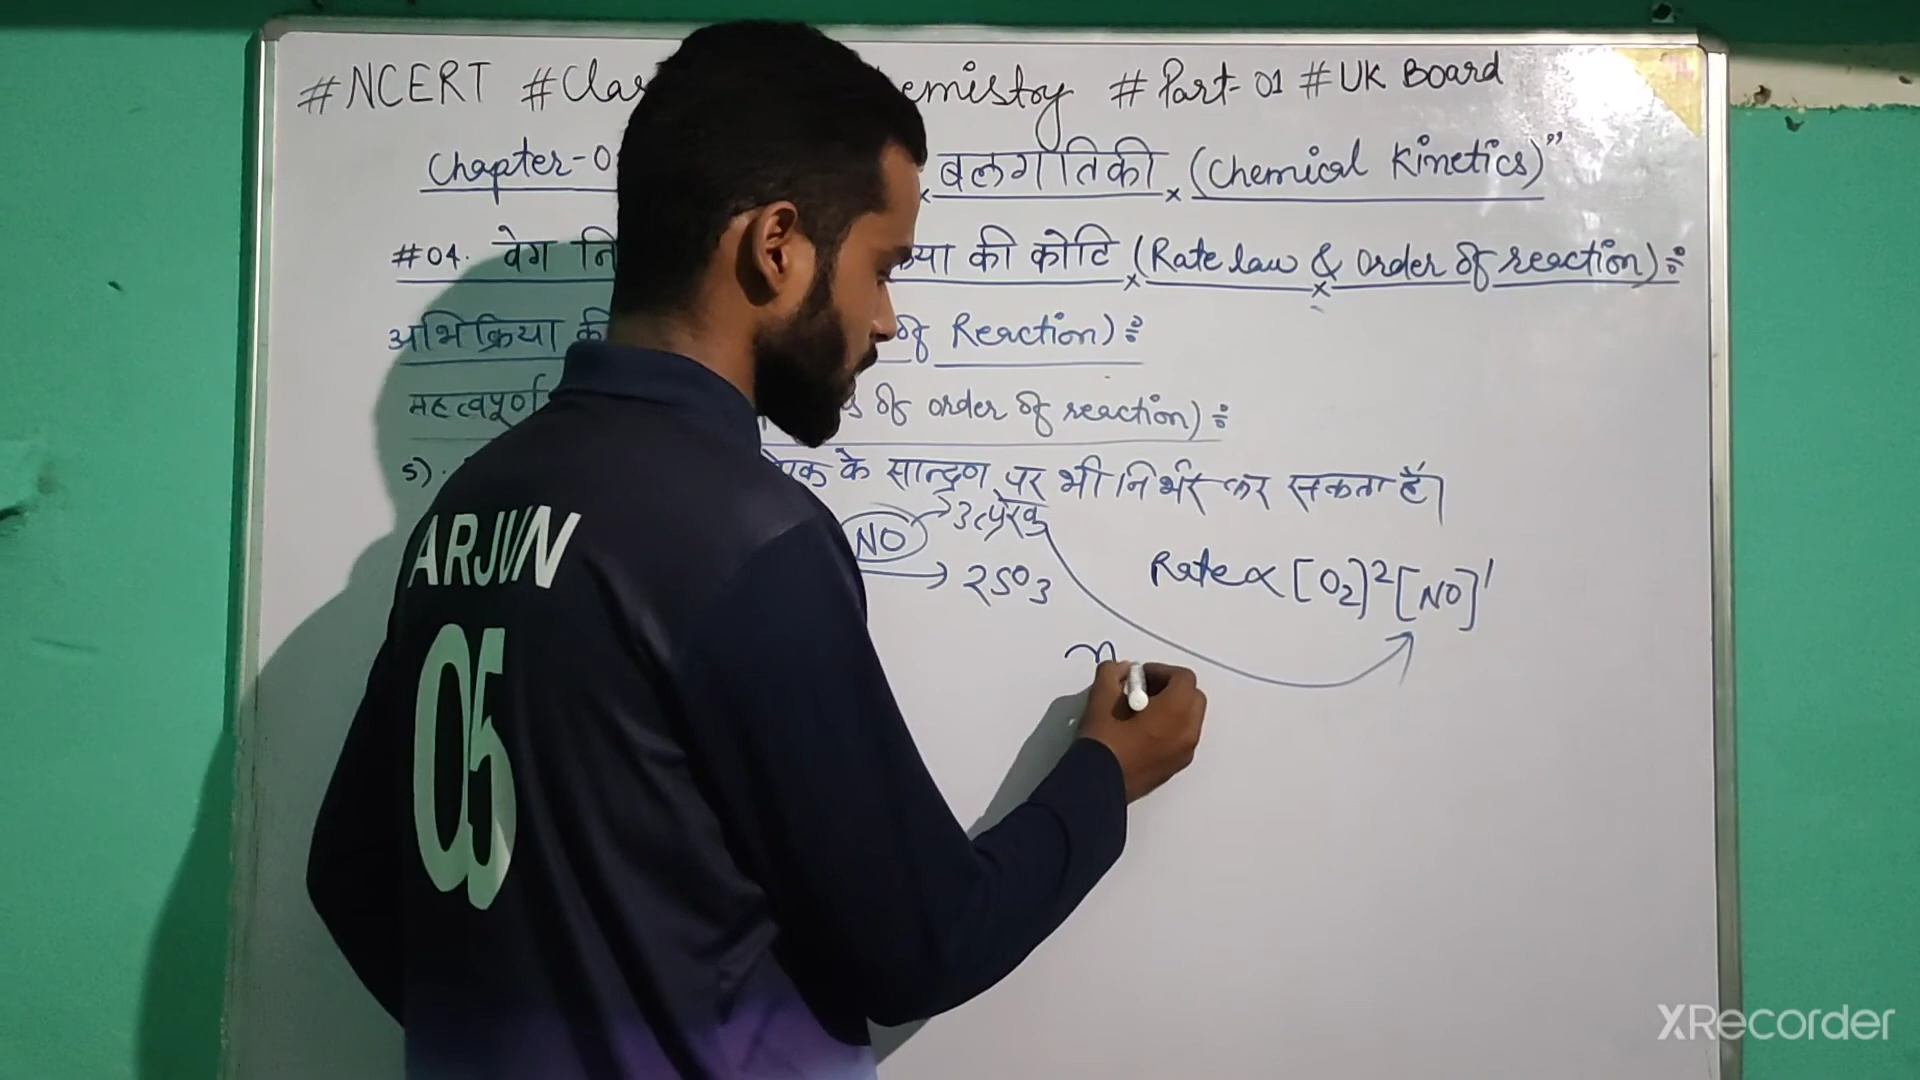 #NCERT #Clas emistry # Part-01 #UK Board
Chapter-0 बलगतिकी (Chemical Kinetics)”
#04. वेग नि या की कोटि (Rate law & order of reaction) :
अभिक्रिया की of Reaction) :
महत्वपूर्ण of order of reaction) :
5). के सान्द्रण पर भी निर्भर कर सकता है।
NO → उत्प्रेरक
→ 2SO3
Rate ∝ [O2]²[NO]¹
n
ARJUN
05
XRecorder